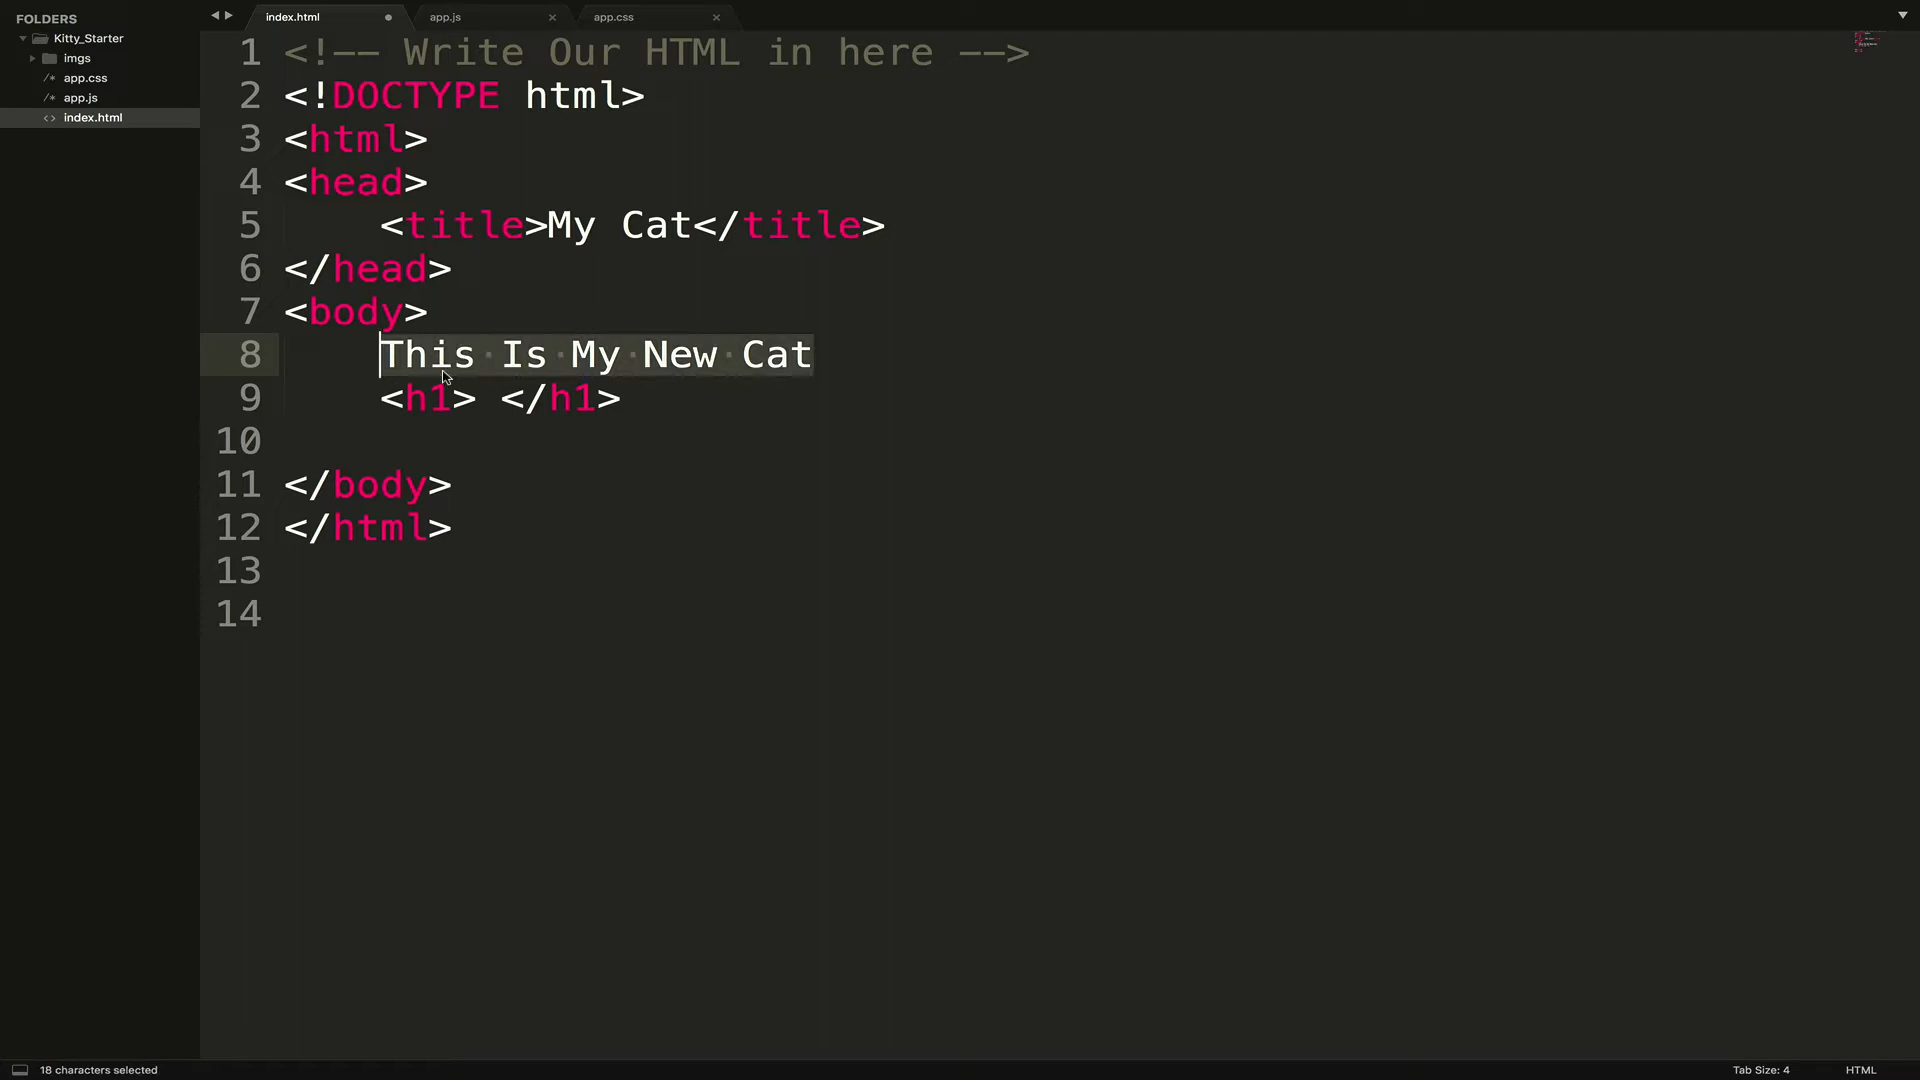 FOLDERS
Kitty_Starter
imgs
/* app.css
/* app.js
<> index.html
index.html
app.js
app.css
1 <!-- Write Our HTML in here -->
2 <!DOCTYPE html>
3 <html>
4 <head>
5 <title>My Cat</title>
6 </head>
7 <body>
8 This Is My New Cat
9 <h1> </h1>
10
11 </body>
12 </html>
13
14
18 characters selected
Tab Size: 4
HTML